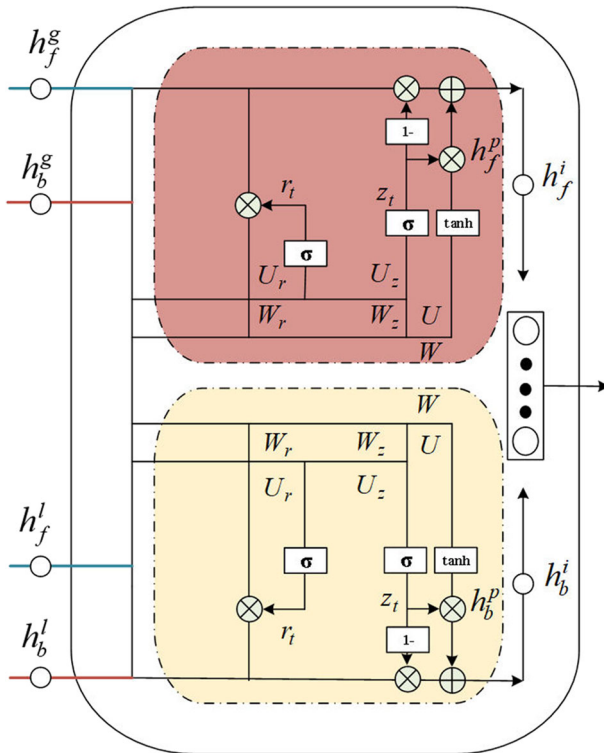 h_f^g
h_b^g
r_t
z_t
1-
h_f^p
h_f^i
σ
σ
tanh
U_r
U_z
W_r
W_z
U
W
W
W_r
W_z
U
U_r
U_z
h_f^l
σ
σ
tanh
z_t
h_b^p
h_b^i
r_t
1-
h_b^l